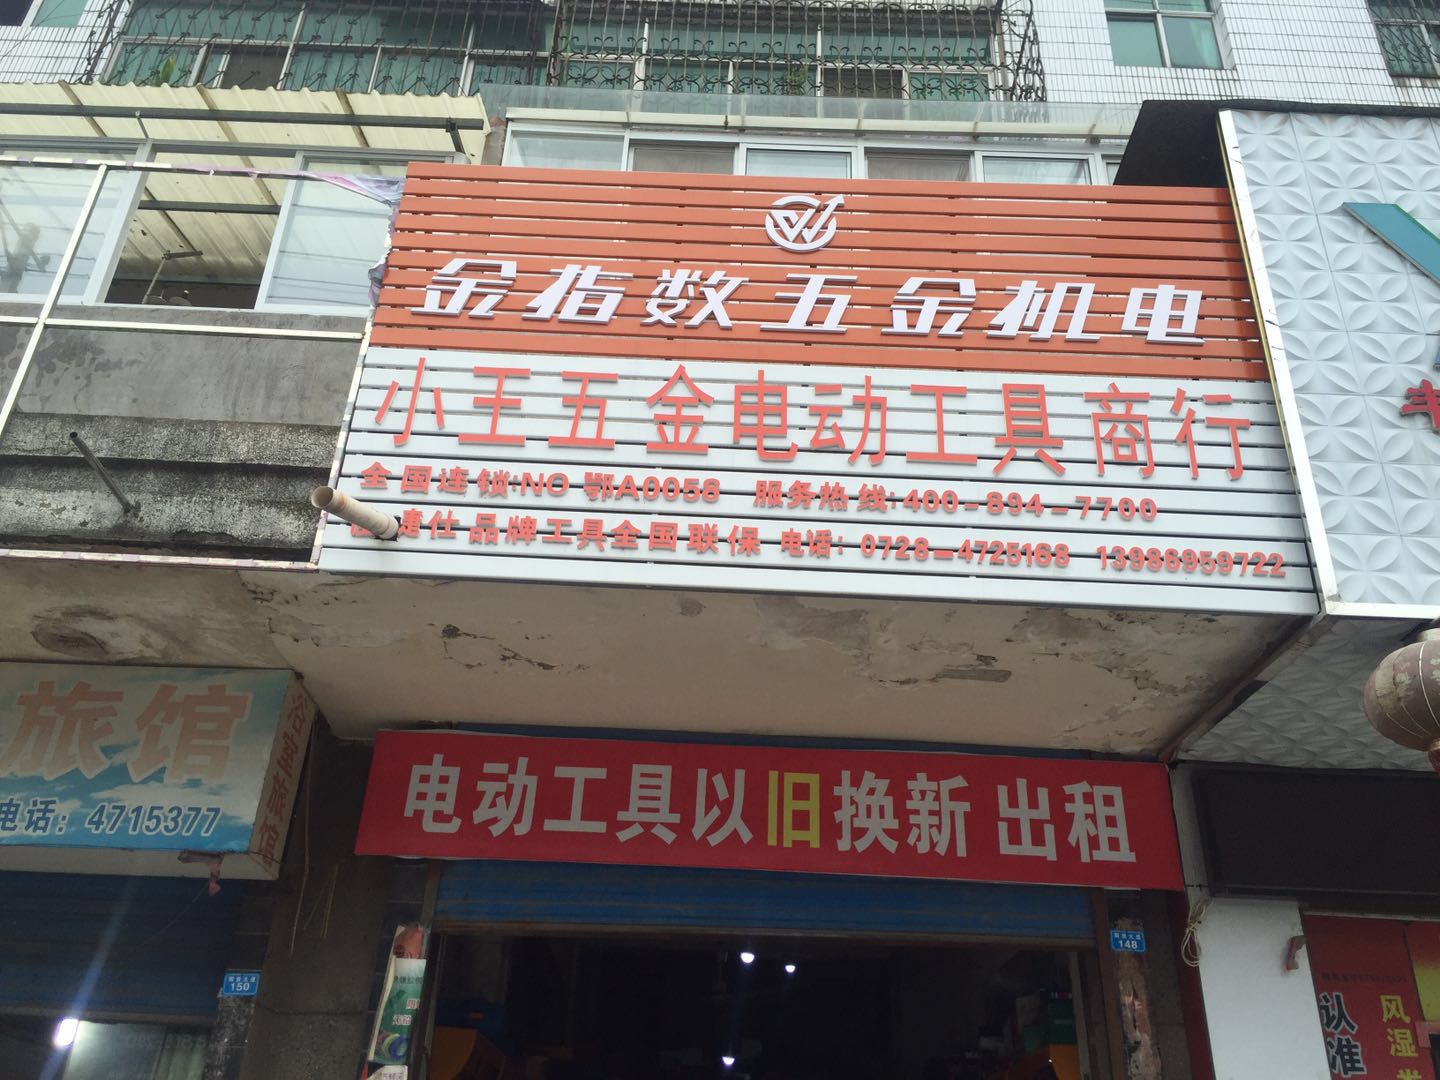 金指数五金机电
小王五金电动工具商行
全国连锁:NO 鄂A0058 服务热线:400-894-7700
捷仕品牌工具全国联保 电话: 0728-4725168 13986959722
旅馆
电话: 4715377
电动工具以旧换新 出租
148
150
认准
风湿